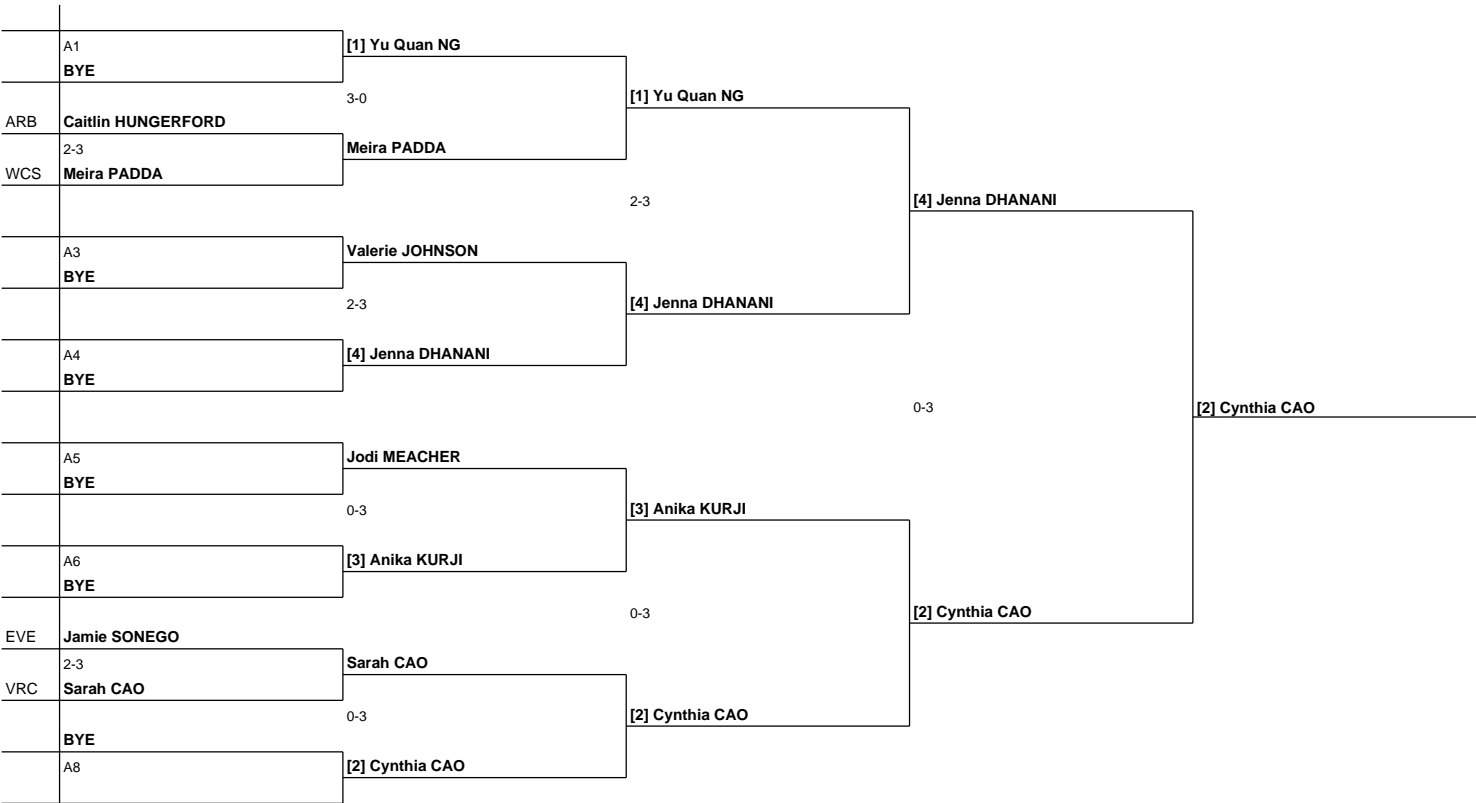 A1
[1] Yu Quan NG
BYE
3-0
[1] Yu Quan NG
ARB Caitlin HUNGERFORD
2-3
Meira PADDA
WCS Meira PADDA
2-3
[4] Jenna DHANANI
A3
Valerie JOHNSON
BYE
2-3
[4] Jenna DHANANI
A4
[4] Jenna DHANANI
BYE
0-3
[2] Cynthia CAO
A5
Jodi MEACHER
BYE
0-3
[3] Anika KURJI
A6
[3] Anika KURJI
BYE
0-3
[2] Cynthia CAO
EVE Jamie SONEGO
2-3
Sarah CAO
VRC Sarah CAO
0-3
[2] Cynthia CAO
BYE
A8
[2] Cynthia CAO